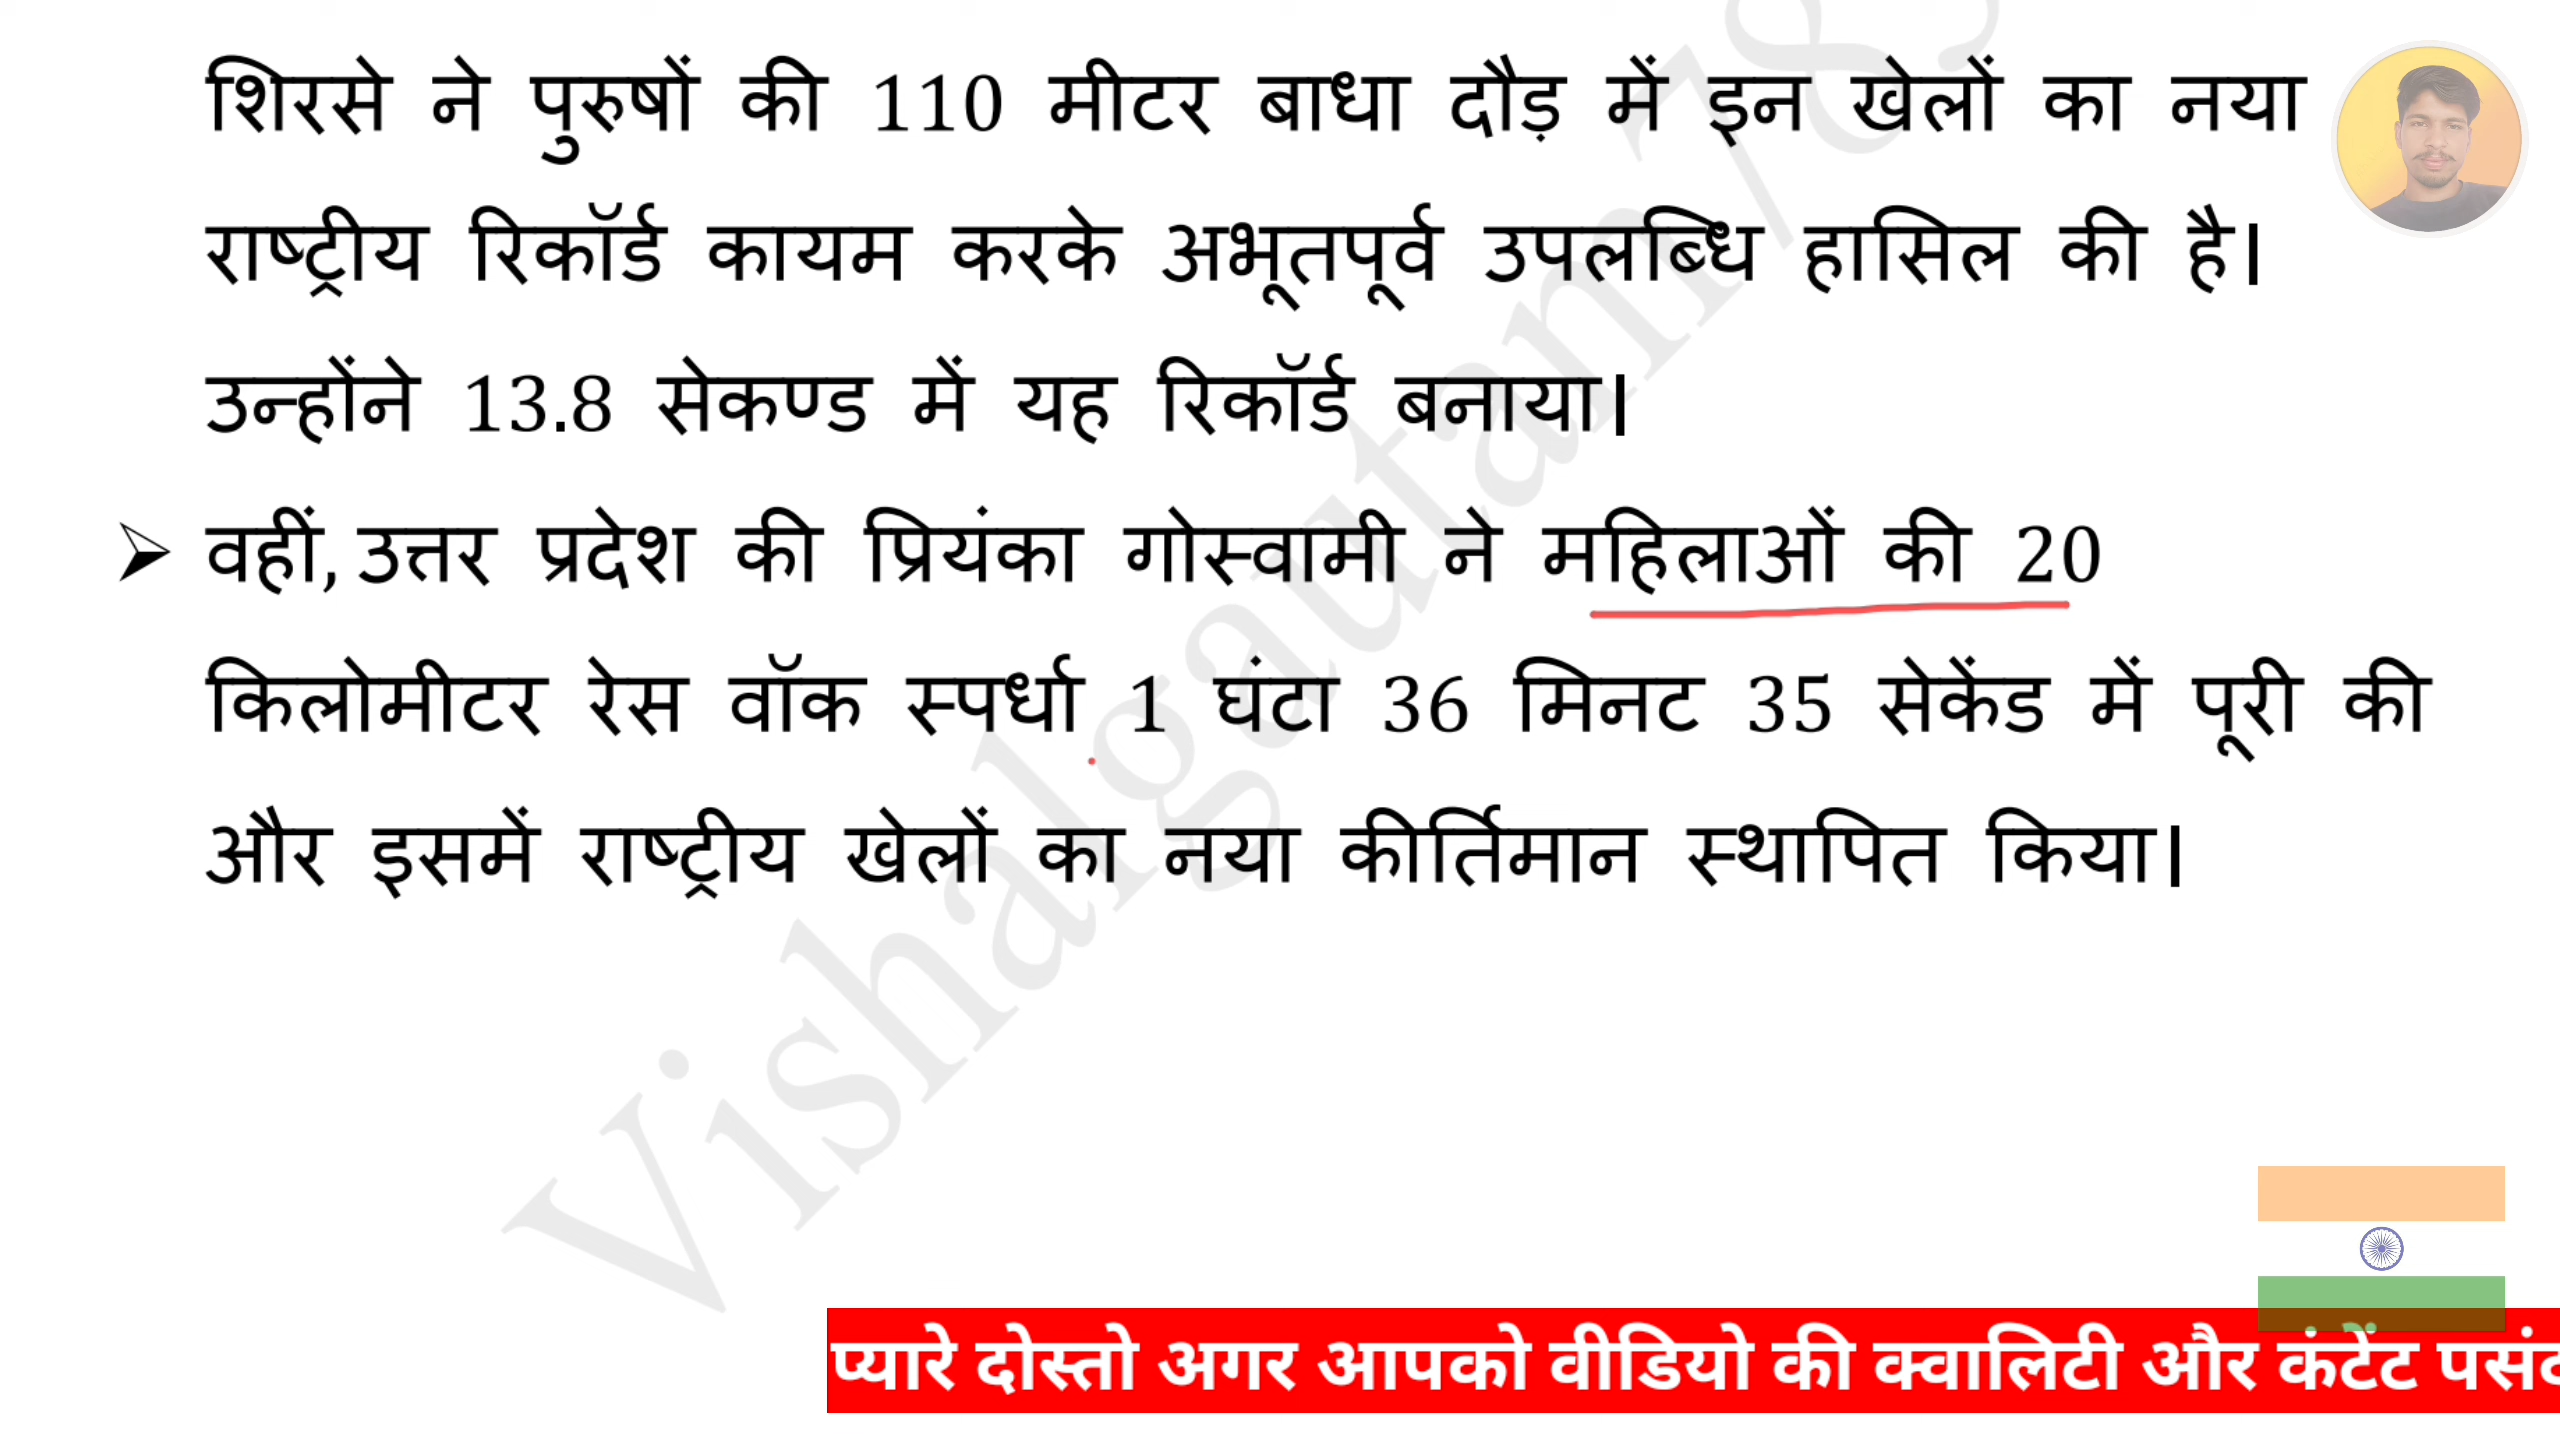 शिरसे ने पुरुषों की 110 मीटर बाधा दौड़ में इन खेलों का नया
राष्ट्रीय रिकॉर्ड कायम करके अभूतपूर्व उपलब्धि हासिल की है।
उन्होंने 13.8 सेकण्ड में यह रिकॉर्ड बनाया।
➢ वहीं, उत्तर प्रदेश की प्रियंका गोस्वामी ने महिलाओं की 20
किलोमीटर रेस वॉक स्पर्धा 1 घंटा 36 मिनट 35 सेकेंड में पूरी की
और इसमें राष्ट्रीय खेलों का नया कीर्तिमान स्थापित किया।
Vishalgautam78
प्यारे दोस्तो अगर आपको वीडियो की क्वालिटी और कंटेंट